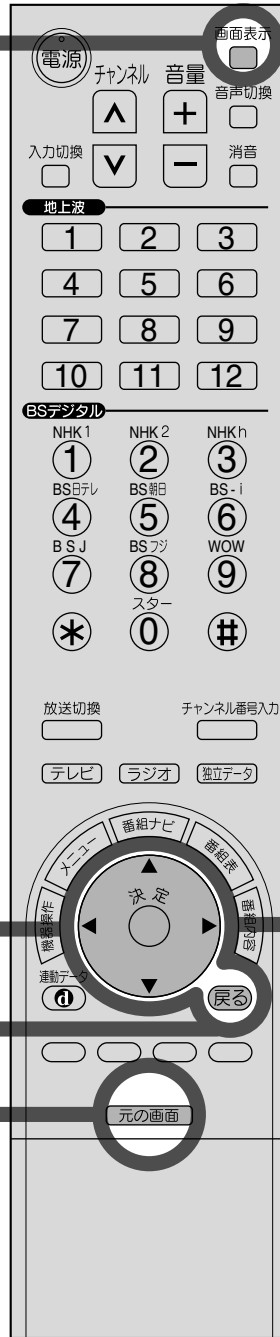 画面表示
電源
チャンネル 音量
音声切換
入力切換 消音
地上波
1 2 3
4 5 6
7 8 9
10 11 12
BSデジタル
NHK1 NHK2 NHKh
1 2 3
BS日テレ BS朝日 BS-i
4 5 6
BSJ BSフジ WOW
7 8 9
スター
* 0 #
放送切換 チャンネル番号入力
テレビ ラジオ 独立データ
番組ナビ
メニュー 番組表
機器操作 決定 番組内容
連動データ
d 戻る
元の画面